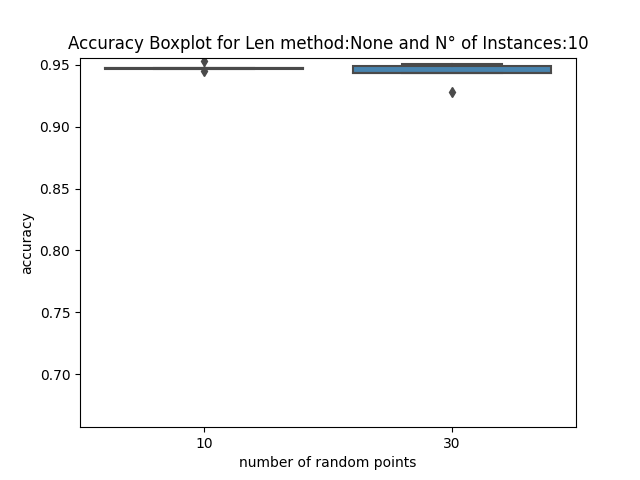 Accuracy Boxplot for Len method:None and N° of Instances:10
0.95
0.90
0.85
0.80
0.75
0.70
accuracy
10
30
number of random points